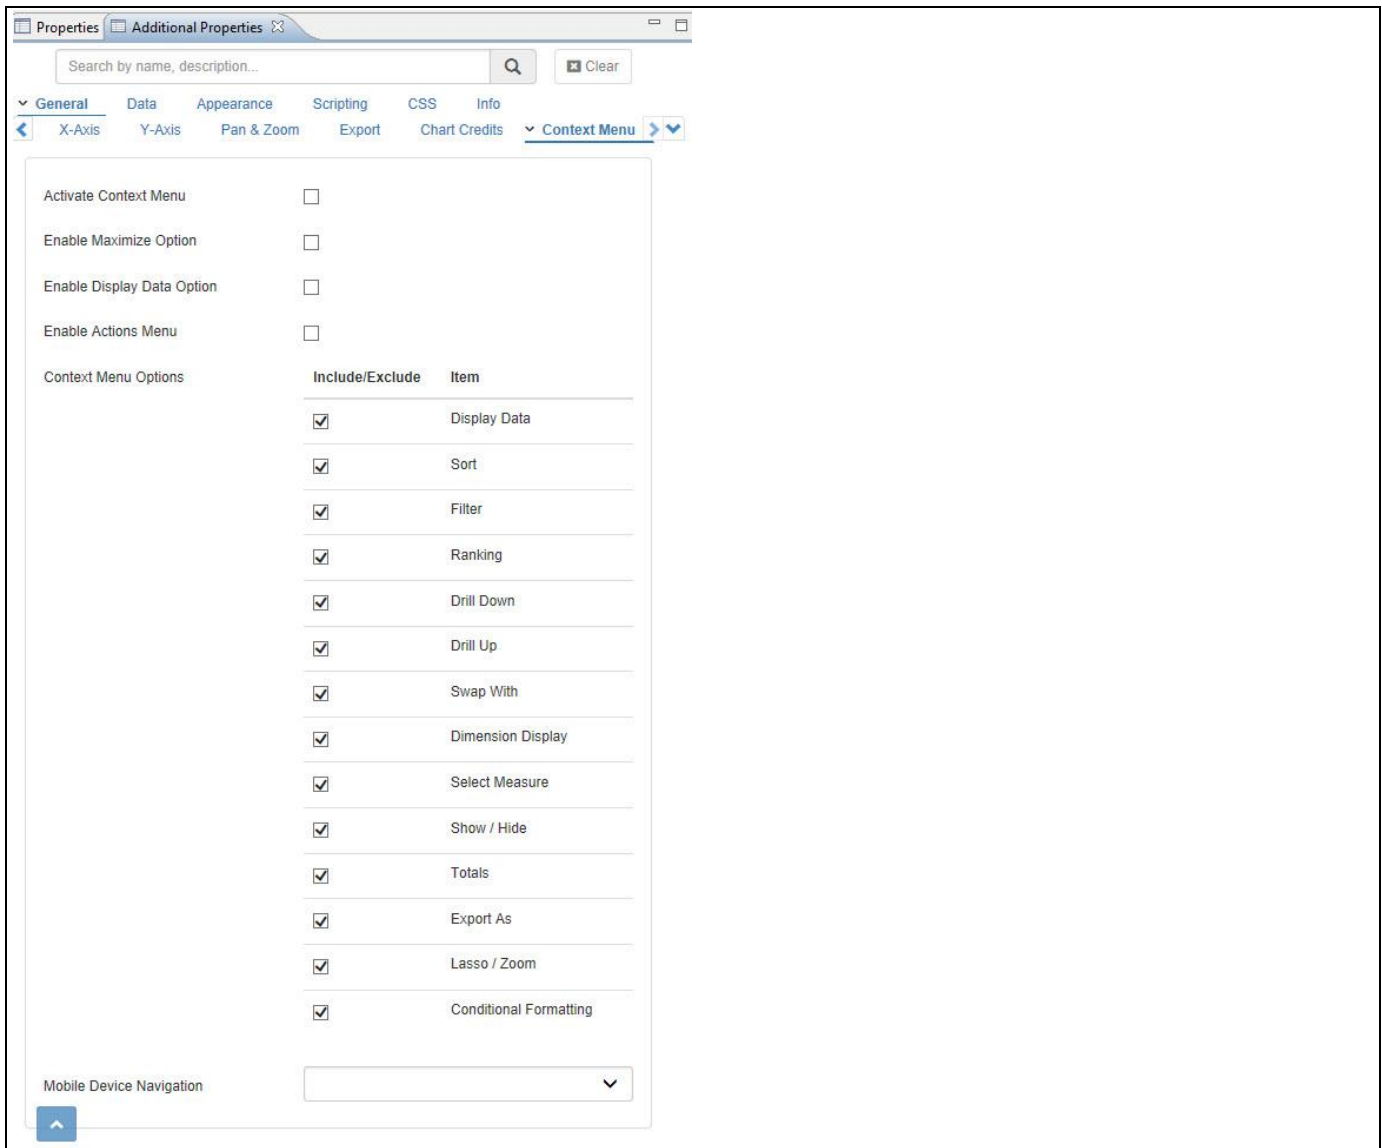 Properties Additional Properties
Search by name, description... Clear
General Data Appearance Scripting CSS Info
X-Axis Y-Axis Pan & Zoom Export Chart Credits Context Menu
Activate Context Menu
Enable Maximize Option
Enable Display Data Option
Enable Actions Menu
Context Menu Options Include/Exclude Item
Display Data
Sort
Filter
Ranking
Drill Down
Drill Up
Swap With
Dimension Display
Select Measure
Show / Hide
Totals
Export As
Lasso / Zoom
Conditional Formatting
Mobile Device Navigation